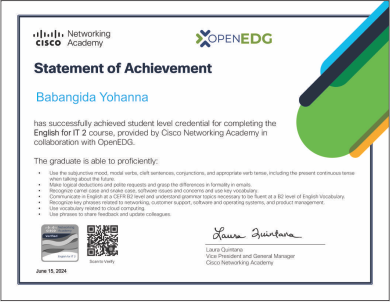 Networking
CISCO Academy
OPENEDG
Statement of Achievement
Babangida Yohanna
has successfully achieved student level credential for completing the
English for IT 2 course, provided by Cisco Networking Academy in
collaboration with OpenEDG.
The graduate is able to proficiently:
• Use the subjunctive mood, modal verbs, cleft sentences, conjunctions, and appropriate verb tense, including the present continuous tense
when talking about the future.
• Make logical deductions and polite requests and grasp the differences in formality in emails.
• Recognize camel case and snake case, software issues and concerns and use key vocabulary.
• Communicate in English at a CEFR B2 level and understand grammar topics necessary to be fluent at a B2 level of English Vocabulary.
• Recognize key phrases related to networking, customer support, software and operating systems, and product management.
• Use vocabulary related to cloud computing.
• Use phrases to share feedback and update colleagues.
Scan to Verify
Laura Quintana
Laura Quintana
Vice President and General Manager
Cisco Networking Academy
June 15, 2024